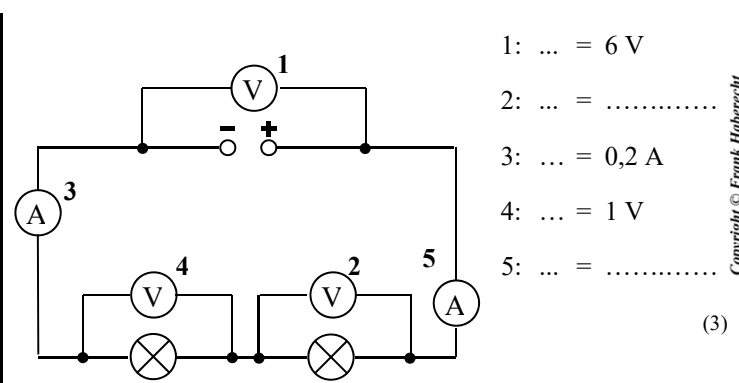 1
1: ... = 6 V
V
2: ... = ..............
- +
3: ... = 0,2 A
3
A
4: ... = 1 V
4
2
5
5: ... = ..............
V
V
A
(3)
Copyright © Frank Haberecht